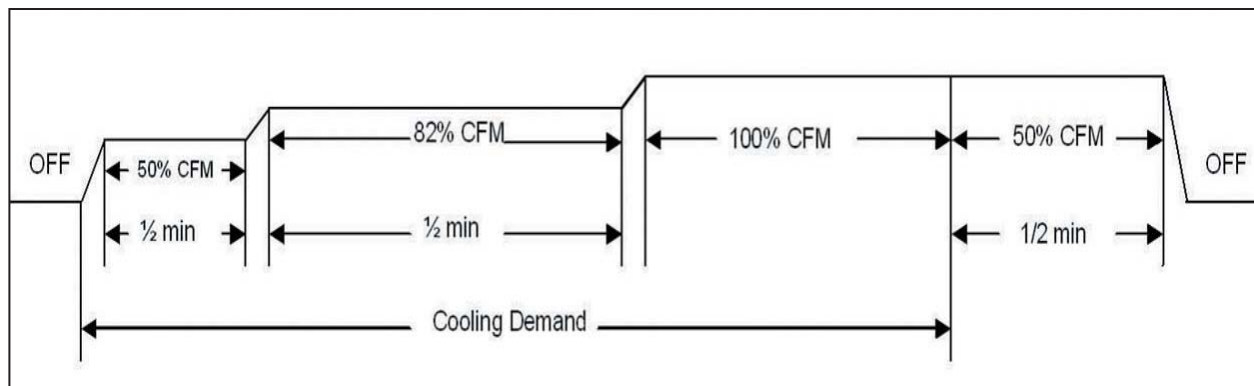 OFF
50% CFM
½ min
82% CFM
½ min
100% CFM
50% CFM
1/2 min
OFF
Cooling Demand